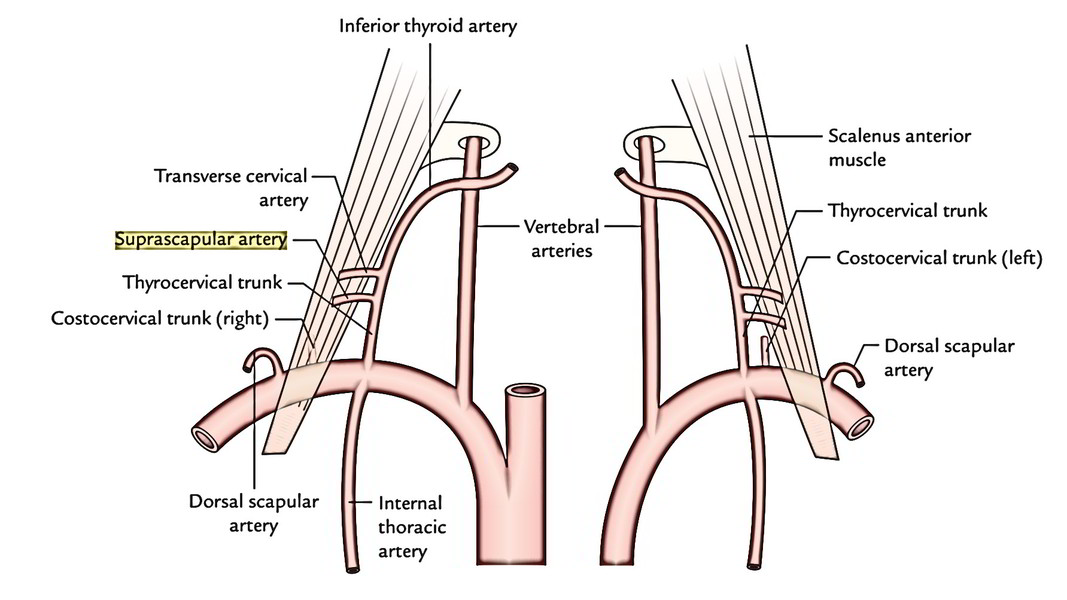 Inferior thyroid artery
Transverse cervical
artery
Suprascapular artery
Thyrocervical trunk
Costocervical trunk (right)
Dorsal scapular
artery
Internal
thoracic
artery
Vertebral
arteries
Scalenus anterior
muscle
Thyrocervical trunk
Costocervical trunk (left)
Dorsal scapular
artery